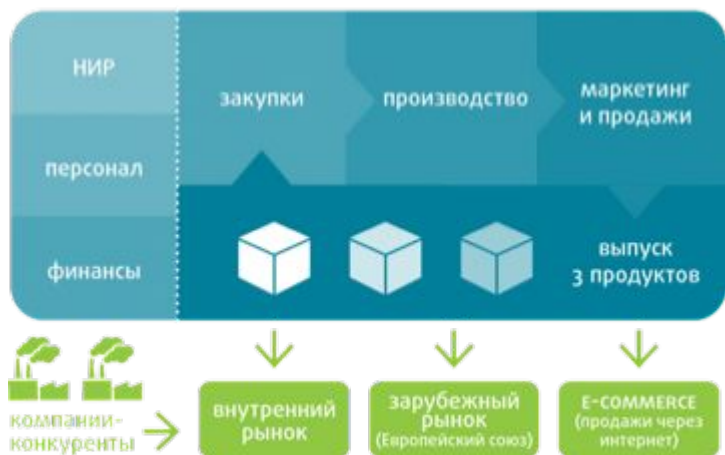 НИР
персонал
финансы
закупки
производство
маркетинг
и продажи
выпуск
3 продуктов
компании-
конкуренты
внутренний
рынок
зарубежный
рынок
(Европейский союз)
E-COMMERCE
(продажи через
интернет)